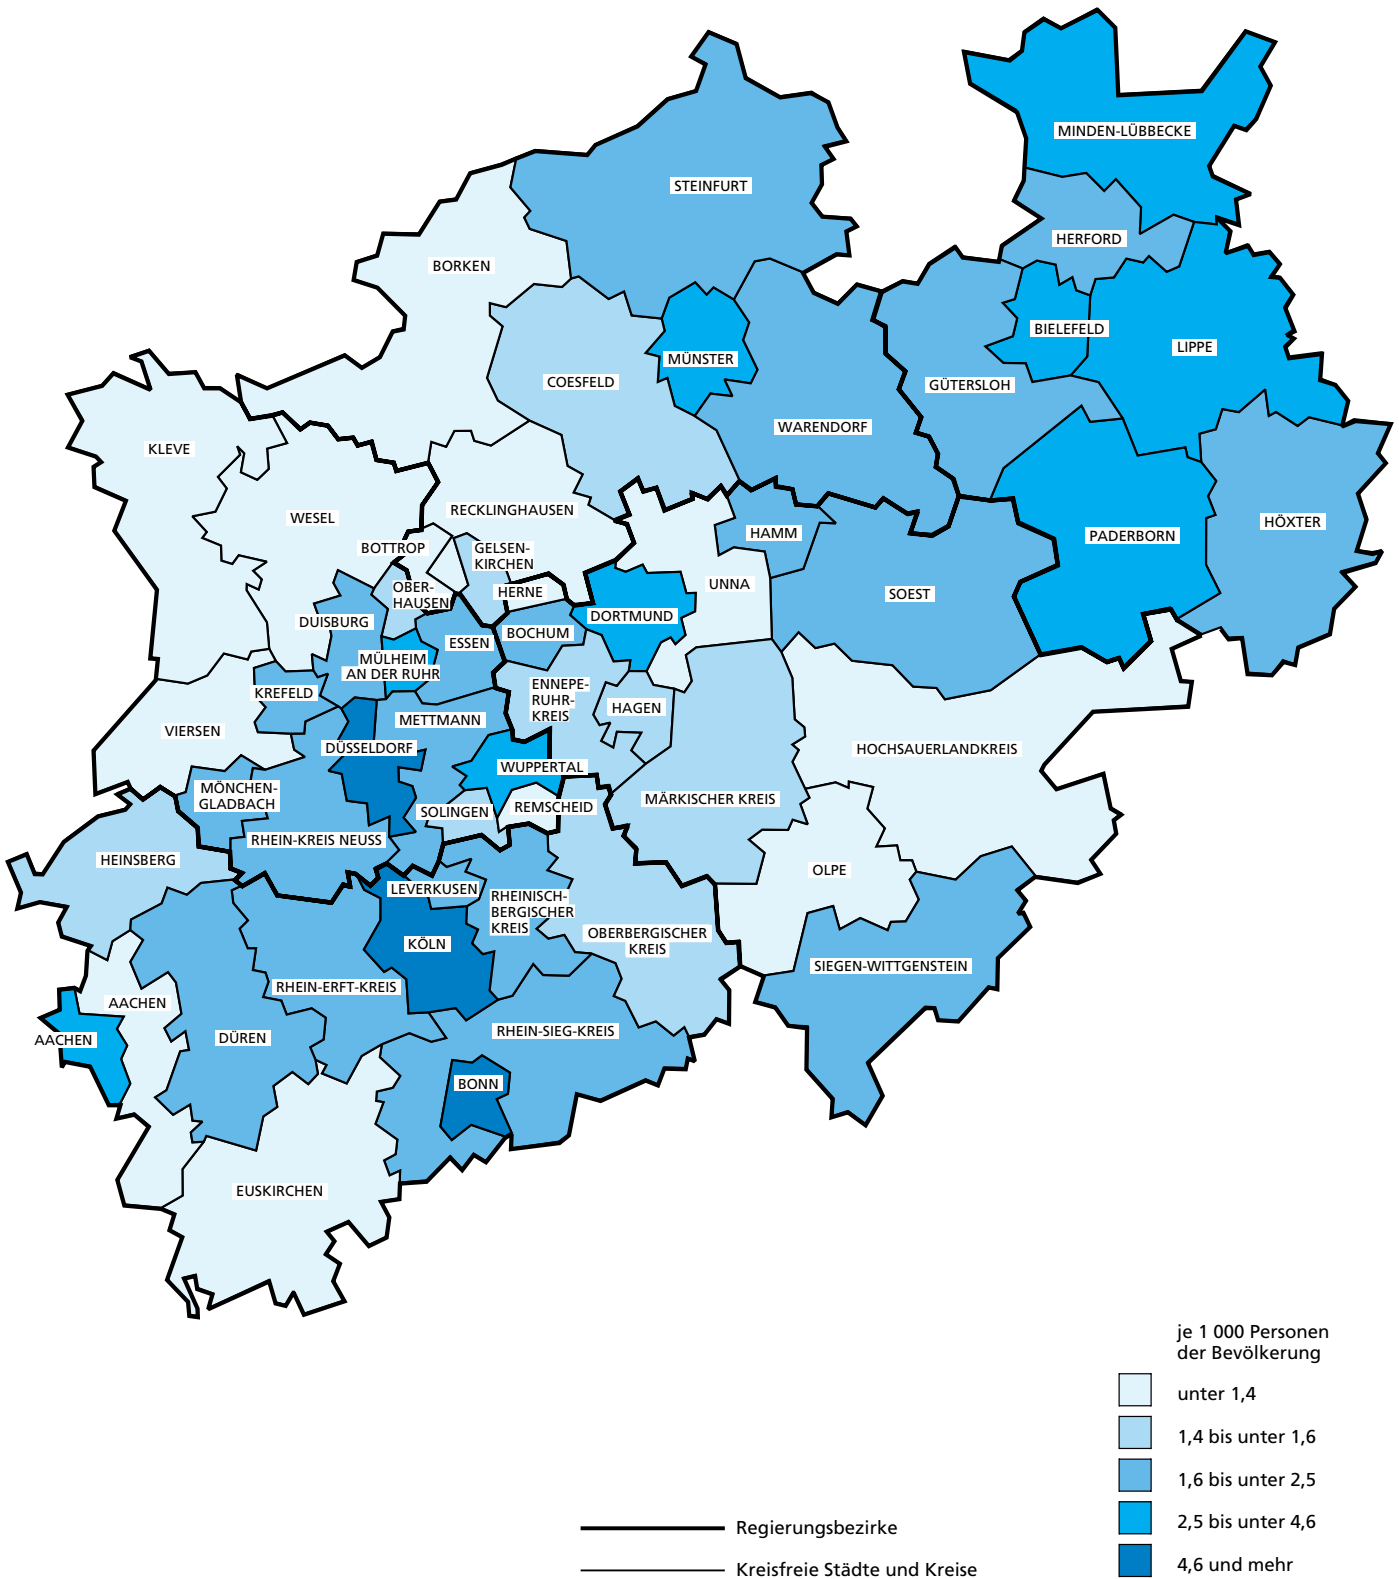 MINDEN-LÜBBECKE
STEINFURT
HERFORD
BORKEN
BIELEFELD
LIPPE
MÜNSTER
COESFELD
GÜTERSLOH
WARENDORF
KLEVE
RECKLINGHAUSEN
WESEL
HÖXTER
HAMM
PADERBORN
BOTTROP
GELSEN-
KIRCHEN
UNNA
OBER-
HAUSEN
HERNE
SOEST
DORTMUND
DUISBURG
BOCHUM
ESSEN
MÜLHEIM
AN DER RUHR
KREFELD
ENNEPE-
RUHR-
KREIS
HAGEN
METTMANN
VIERSEN
DÜSSELDORF
HOCHSAUERLANDKREIS
WUPPERTAL
MÖNCHEN-
GLADBACH
MÄRKISCHER KREIS
REMSCHEID
SOLINGEN
RHEIN-KREIS NEUSS
HEINSBERG
OLPE
LEVERKUSEN
RHEINISCH-
BERGISCHER
KREIS
OBERBERGISCHER
KREIS
KÖLN
SIEGEN-WITTGENSTEIN
RHEIN-ERFT-KREIS
AACHEN
RHEIN-SIEG-KREIS
AACHEN
DÜREN
BONN
EUSKIRCHEN
je 1 000 Personen
der Bevölkerung
unter 1,4
1,4 bis unter 1,6
1,6 bis unter 2,5
2,5 bis unter 4,6
4,6 und mehr
Regierungsbezirke
Kreisfreie Städte und Kreise